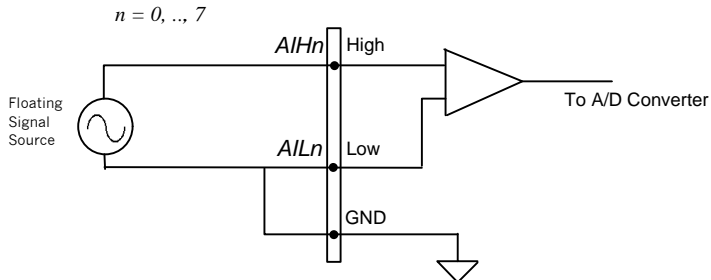 n = 0, .., 7
AIHn High
Floating
Signal
Source
To A/D Converter
AILn Low
GND